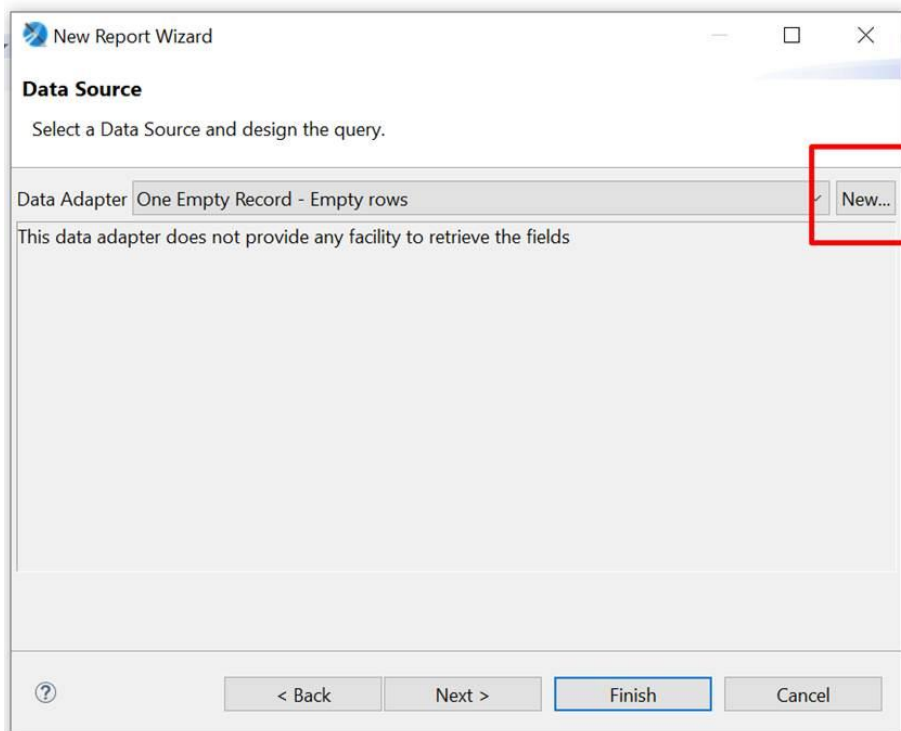 New Report Wizard
Data Source
Select a Data Source and design the query.
Data Adapter One Empty Record - Empty rows New...
This data adapter does not provide any facility to retrieve the fields
?
< Back Next > Finish Cancel